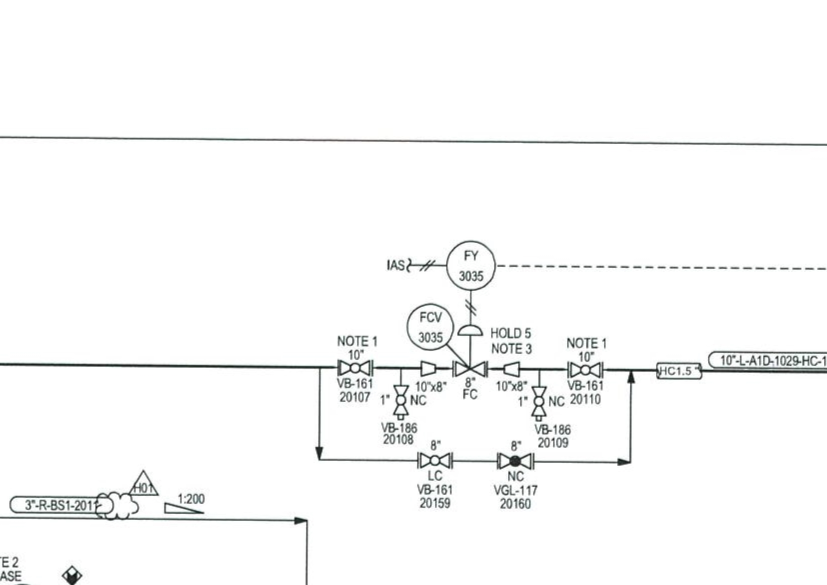 IAS
FY
3035
FCV
3035
HOLD 5
NOTE 3
NOTE 1
10"
VB-161
20107
10"x8"
8"
FC
10"x8"
NOTE 1
10"
VB-161
20110
HC1.5"
10"-L-A1D-1029-HC-1
1"
NC
VB-186
20108
1"
NC
VB-186
20109
8"
LC
VB-161
20159
8"
NC
VGL-117
20160
H01
3"-R-BS1-201
1:200
TE 2
ASE